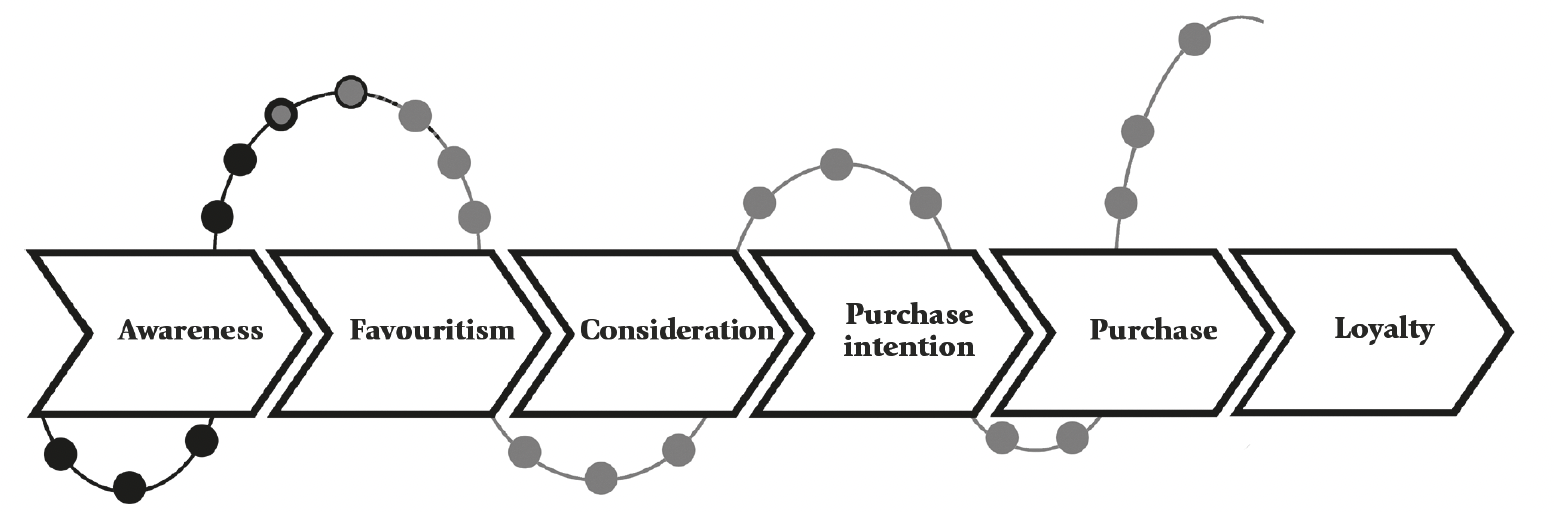 Awareness
Favouritism
Consideration
Purchase
intention
Purchase
Loyalty